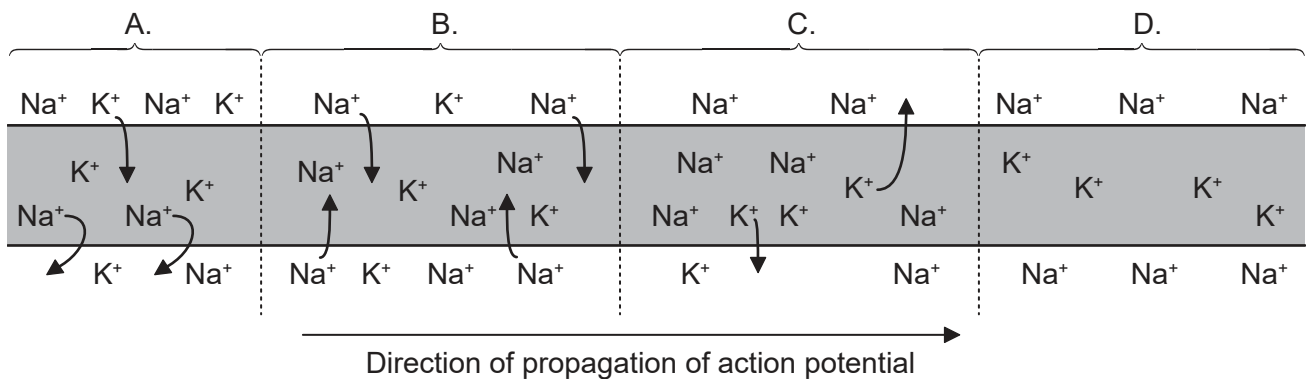 A. B. C. D.
Na⁺ K⁺ Na⁺ K⁺ Na⁺ K⁺ Na⁺ Na⁺ Na⁺ Na⁺ Na⁺ Na⁺
K⁺ K⁺ Na⁺ K⁺ Na⁺ Na⁺ Na⁺ K⁺ K⁺ K⁺ K⁺
Na⁺ Na⁺ Na⁺ K⁺ Na⁺ K⁺ K⁺ Na⁺ K⁺
K⁺ Na⁺ Na⁺ K⁺ Na⁺ Na⁺ K⁺ Na⁺ Na⁺ Na⁺ Na⁺
Direction of propagation of action potential